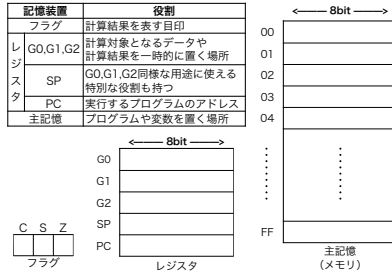 記憶装置 役割
フラグ 計算結果を表す目印
レジスタ
G0,G1,G2 計算対象となるデータや
計算結果を一時的に置く場所
SP G0,G1,G2同様な用途に使える
特別な役割も持つ
PC 実行するプログラムのアドレス
主記憶 プログラムや変数を置く場所
8bit
G0
G1
G2
SP
PC
レジスタ
C S Z
フラグ
8bit
00
01
02
03
04
FF
主記憶
(メモリ)